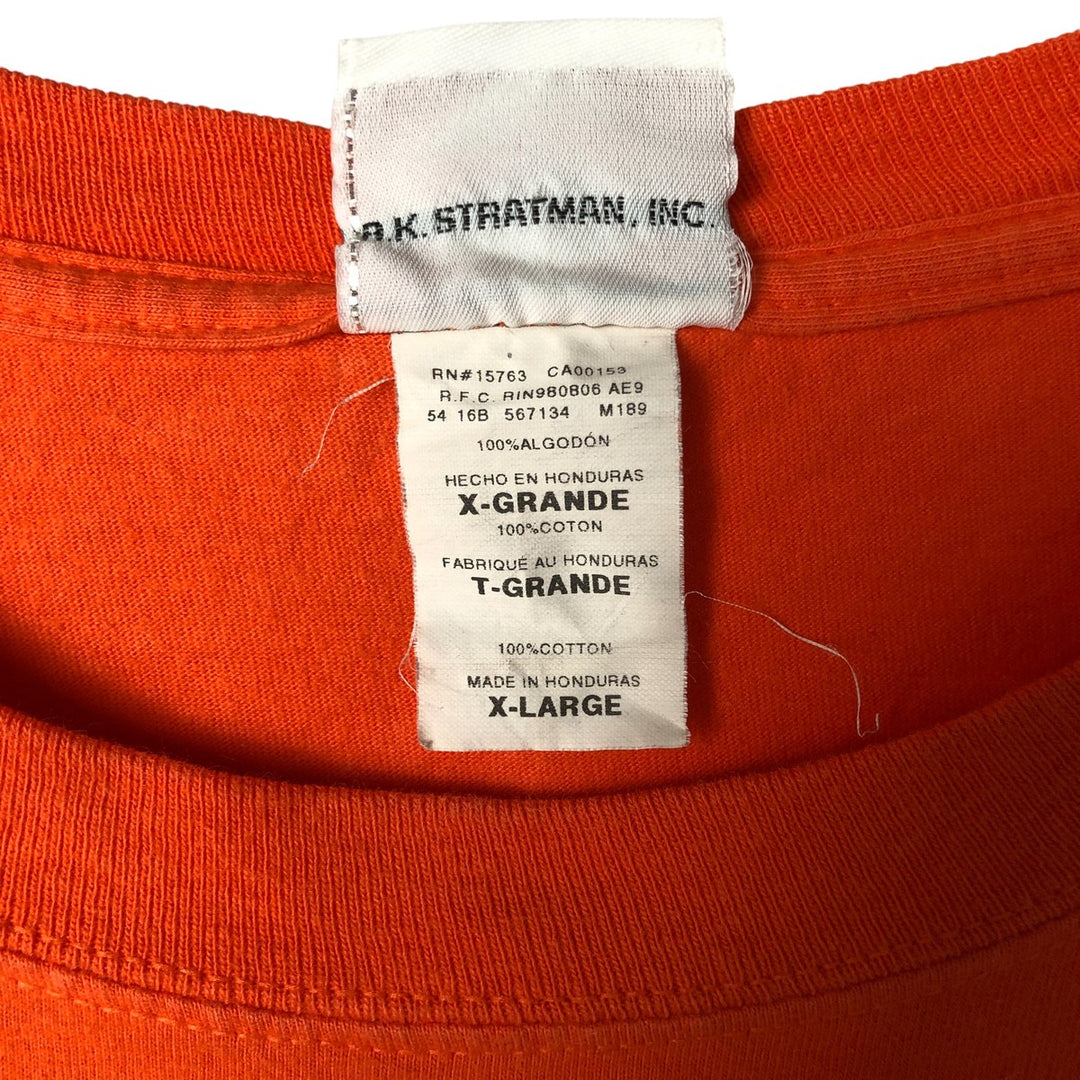 R.K. STRATMAN, INC.
RN#15763 CA00153
R.F.C. RIN980806 AE9
54 16B 567134 M189
100%ALGODÓN
HECHO EN HONDURAS
X-GRANDE
100%COTON
FABRIQUÉ AU HONDURAS
T-GRANDE
100%COTTON
MADE IN HONDURAS
X-LARGE